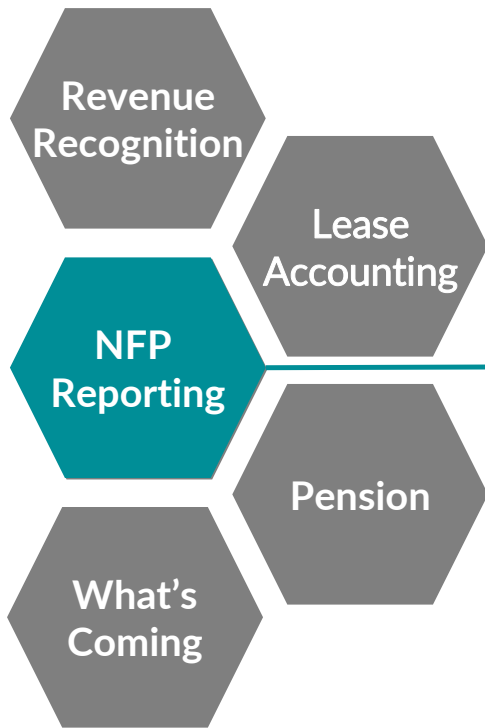 Revenue
Recognition
Lease
Accounting
NFP
Reporting
Pension
What’s
Coming